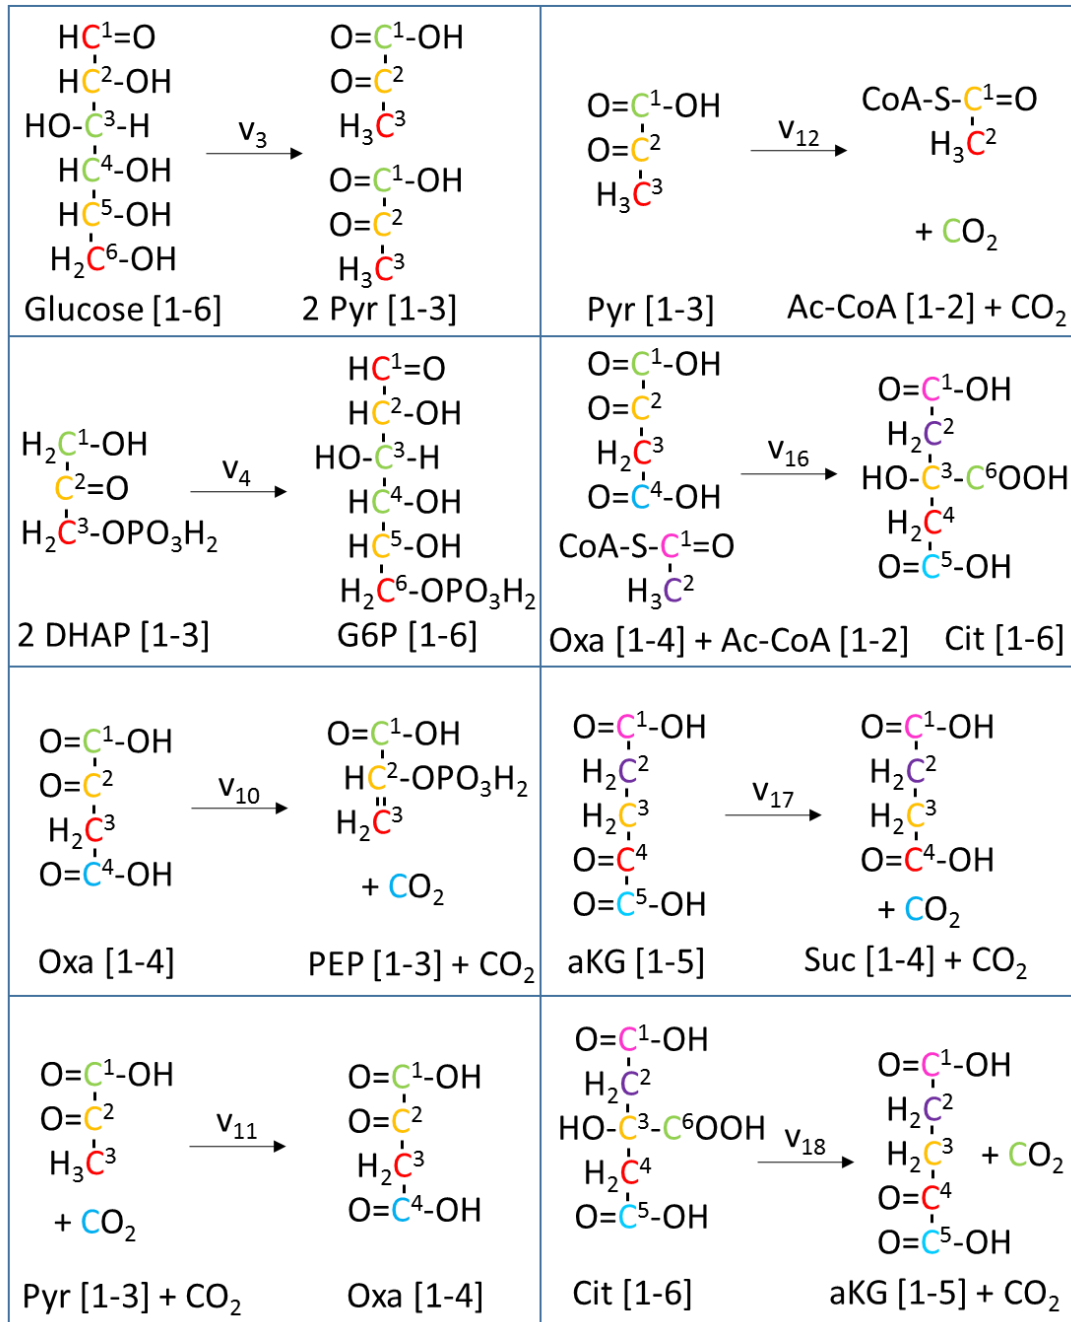 HC¹=O
HC²-OH
HO-C³-H
HC⁴-OH
HC⁵-OH
H₂C⁶-OH
Glucose [1-6]
v₃
O=C¹-OH
O=C²
H₃C³
O=C¹-OH
O=C²
H₃C³
2 Pyr [1-3]
O=C¹-OH
O=C²
H₃C³
Pyr [1-3]
v₁₂
CoA-S-C¹=O
H₃C²
+ CO₂
Ac-CoA [1-2] + CO₂
H₂C¹-OH
C²=O
H₂C³-OPO₃H₂
2 DHAP [1-3]
v₄
HC¹=O
HC²-OH
HO-C³-H
HC⁴-OH
HC⁵-OH
H₂C⁶-OPO₃H₂
G6P [1-6]
O=C¹-OH
O=C²
H₂C³
O=C⁴-OH
CoA-S-C¹=O
H₃C²
Oxa [1-4] + Ac-CoA [1-2]
v₁₆
O=C¹-OH
H₂C²
HO-C³-C⁶OOH
H₂C⁴
O=C⁵-OH
Cit [1-6]
O=C¹-OH
O=C²
H₂C³
O=C⁴-OH
Oxa [1-4]
v₁₀
O=C¹-OH
HC²-OPO₃H₂
H₂C³
+ CO₂
PEP [1-3] + CO₂
O=C¹-OH
H₂C²
H₂C³
O=C⁴
O=C⁵-OH
aKG [1-5]
v₁₇
O=C¹-OH
H₂C²
H₂C³
O=C⁴-OH
+ CO₂
Suc [1-4] + CO₂
O=C¹-OH
O=C²
H₃C³
+ CO₂
Pyr [1-3] + CO₂
v₁₁
O=C¹-OH
O=C²
H₂C³
O=C⁴-OH
Oxa [1-4]
O=C¹-OH
H₂C²
HO-C³-C⁶OOH
H₂C⁴
O=C⁵-OH
Cit [1-6]
v₁₈
O=C¹-OH
H₂C²
H₂C³ + CO₂
O=C⁴
O=C⁵-OH
aKG [1-5] + CO₂